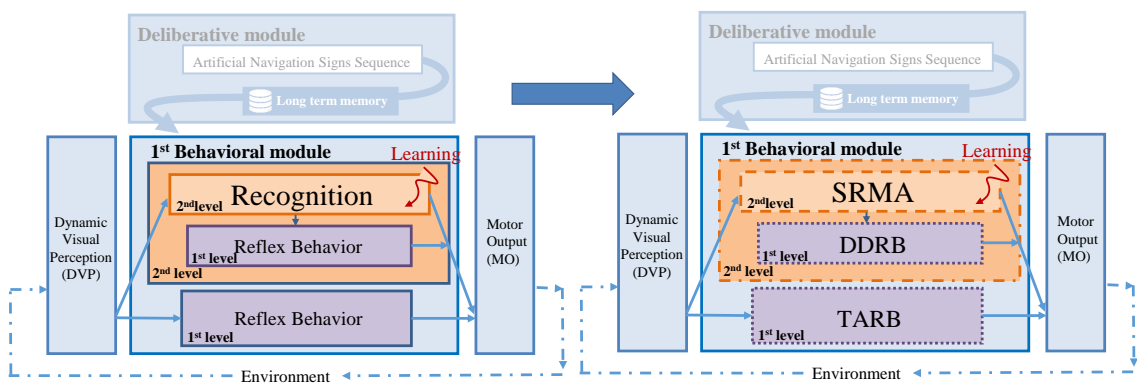 Deliberative module
Artificial Navigation Signs Sequence
Long term memory
1st Behavioral module
Learning
Recognition
2nd level
Reflex Behavior
1st level
2nd level
Reflex Behavior
1st level
Dynamic
Visual
Perception
(DVP)
Motor
Output
(MO)
Environment
Deliberative module
Artificial Navigation Signs Sequence
Long term memory
1st Behavioral module
Learning
SRMA
2nd level
DDRB
1st level
2nd level
TARB
1st level
Dynamic
Visual
Perception
(DVP)
Motor
Output
(MO)
Environment